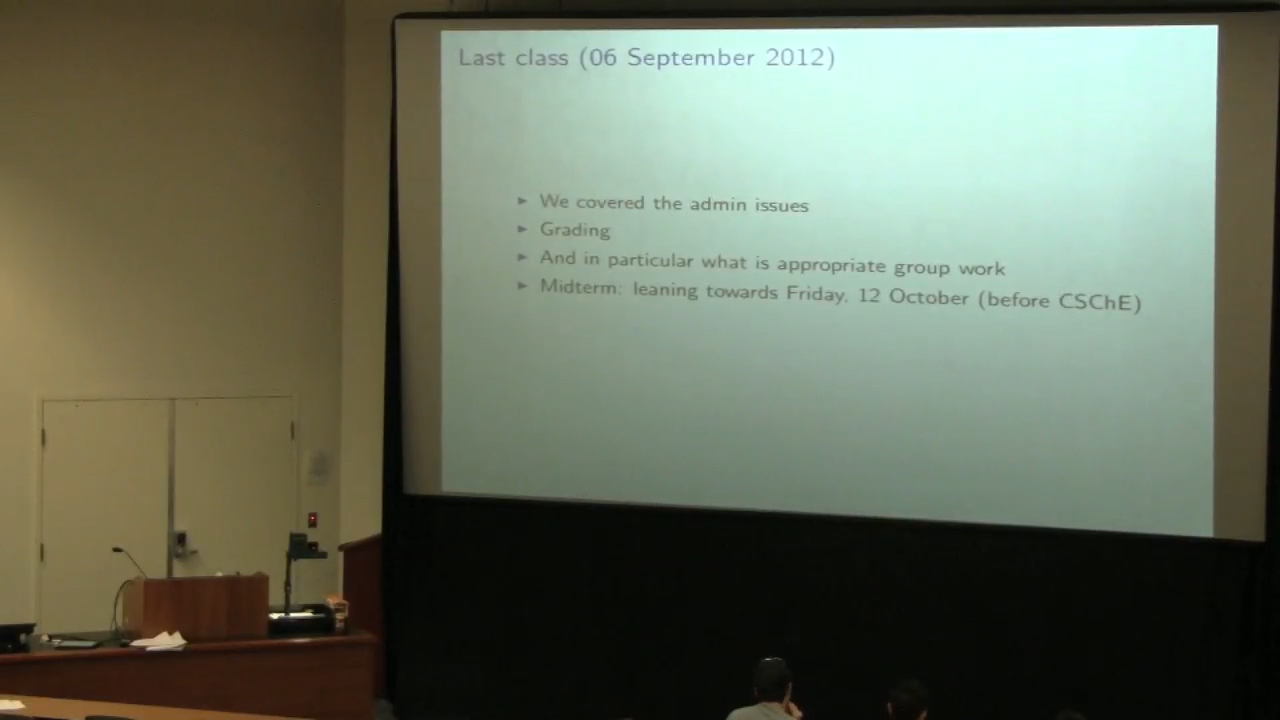 Last class (06 September 2012)
We covered the admin issues
Grading
And in particular what is appropriate group work
Midterm: leaning towards Friday, 12 October (before CSChE)